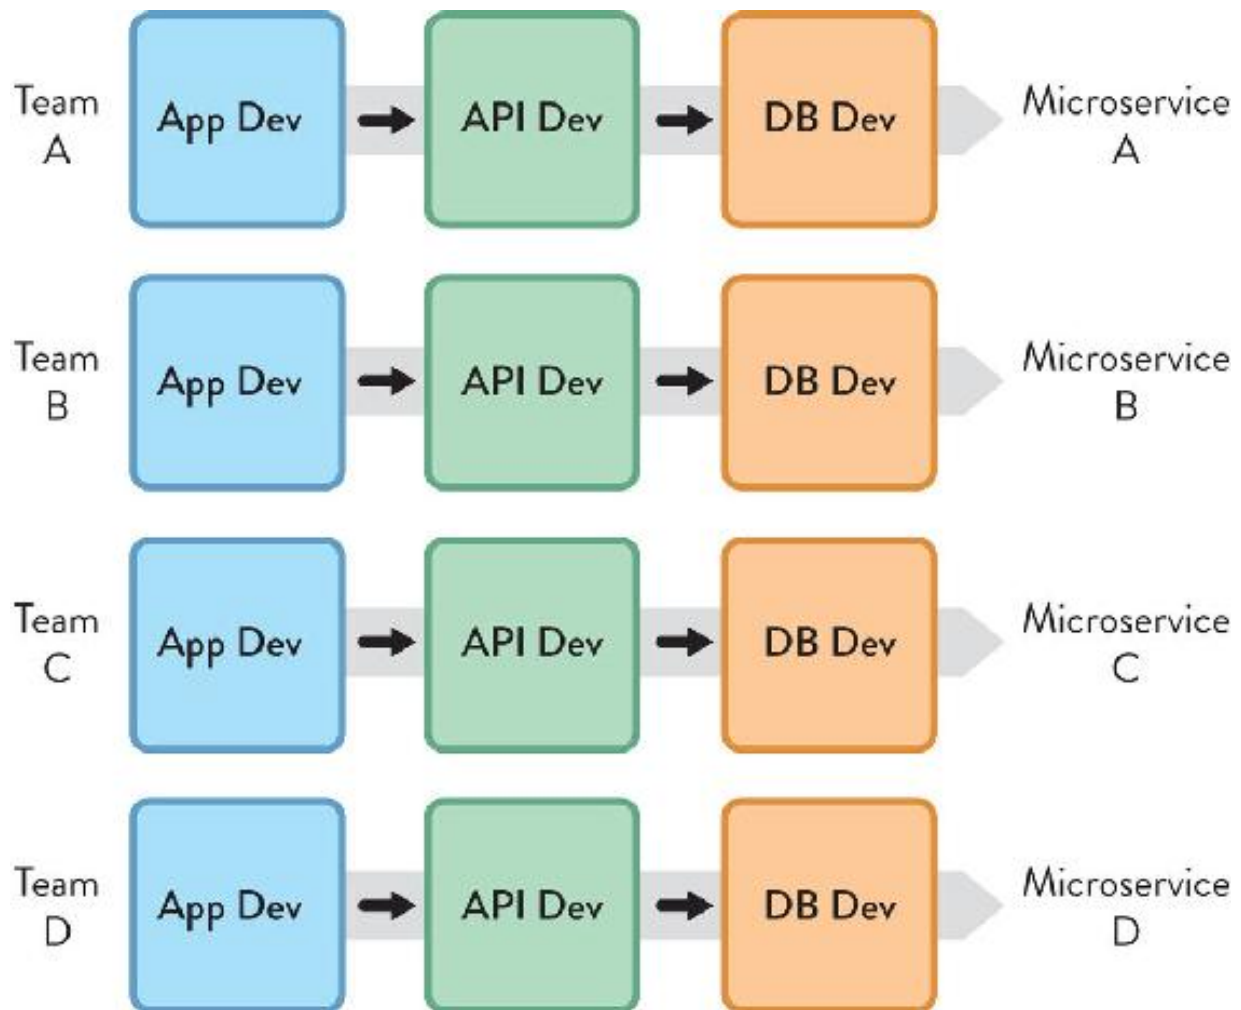 Team
A
App Dev
API Dev
DB Dev
Microservice
A
Team
B
App Dev
API Dev
DB Dev
Microservice
B
Team
C
App Dev
API Dev
DB Dev
Microservice
C
Team
D
App Dev
API Dev
DB Dev
Microservice
D